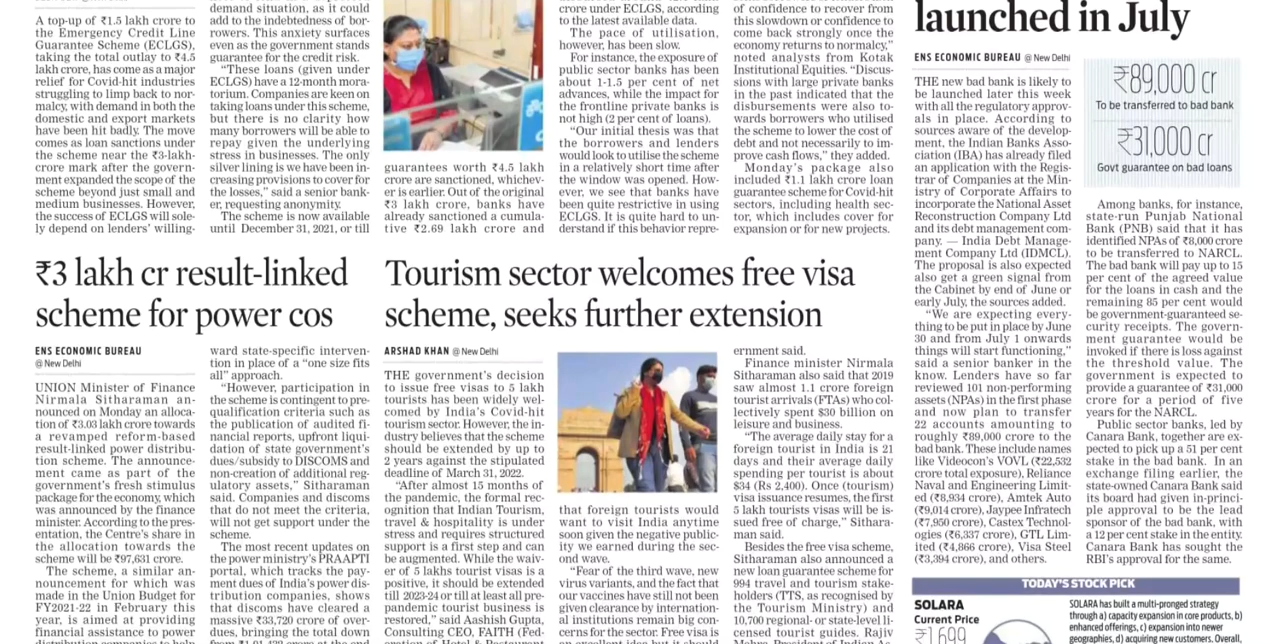 A top-up of ₹1.5 lakh crore to
the Emergency Credit Line
Guarantee Scheme (ECLGS),
taking the total outlay to ₹4.5
lakh crore, has come as a major
relief for Covid-hit industries
struggling to limp back to nor-
malcy, with demand in both the
domestic and export markets
have been hit badly. The move
comes as loan sanctions under
the scheme near the ₹3-lakh-
crore mark after the govern-
ment expanded the scope of the
scheme beyond just small and
medium businesses. However,
the success of ECLGS will sole-
ly depend on lenders' willing-
demand situation, as it could
add to the indebtedness of bor-
rowers. This anxiety surfaces
even as the government stands
guarantee for the credit risk.
"These loans (given under
ECLGS) have a 12-month mora-
torium. Companies are keen on
taking loans under this scheme,
but there is no clarity how
many borrowers will be able to
repay given the underlying
stress in businesses. The only
silver lining is we have been in-
creasing provisions to cover for
the losses," said a senior bank-
er, requesting anonymity.
The scheme is now available
until December 31, 2021, or till
guarantees worth ₹4.5 lakh
crore are sanctioned, whichev-
er is earlier. Out of the original
₹3 lakh crore, banks have
already sanctioned a cumula-
tive ₹2.69 lakh crore and
crore under ECLGS, according
to the latest available data.
The pace of utilisation,
however, has been slow.
For instance, the exposure of
public sector banks has been
about 1-1.5 per cent of net
advances, while the impact for
the frontline private banks is
not high (2 per cent of loans).
"Our initial thesis was that
the borrowers and lenders
would look to utilise the scheme
in a relatively short time after
the window was opened. How-
ever, we see that banks have
been quite restrictive in using
ECLGS. It is quite hard to un-
derstand if this behavior repre-
of confidence to recover from
this slowdown or confidence to
come back strongly once the
economy returns to normalcy,"
noted analysts from Kotak
Institutional Equities. "Discus-
sions with large private banks
in the past indicated that the
disbursements were also to-
wards borrowers who utilised
the scheme to lower the cost of
debt and not necessarily to im-
prove cash flows," they added.
Monday's package also
included ₹1.1 lakh crore loan
guarantee scheme for Covid-hit
sectors, including health sec-
tor, which includes cover for
expansion or for new projects.
launched in July
ENS ECONOMIC BUREAU @ New Delhi
THE new bad bank is likely to
be launched later this week
with all the regulatory approv-
als in place. According to
sources aware of the develop-
ment, the Indian Banks Asso-
ciation (IBA) has already filed
an application with the Regis-
trar of Companies at the Min-
istry of Corporate Affairs to
incorporate the National Asset
Reconstruction Company Ltd
and its debt management com-
pany. — India Debt Manage-
ment Company Ltd (IDMCL).
The proposal is also expected
also get a green signal from
the Cabinet by end of June or
early July, the sources added.
"We are expecting every-
thing to be put in place by June
30 and from July 1 onwards
things will start functioning,"
said a senior banker in the
know. Lenders have so far
reviewed 101 non-performing
assets (NPAs) in the first phase
and now plan to transfer
22 accounts amounting to
roughly ₹89,000 crore to the
bad bank. These include names
like Videocon's VOVL (₹22,532
crore total exposure), Reliance
Naval and Engineering Limit-
ed (₹8,934 crore), Amtek Auto
(₹9,014 crore), Jaypee Infratech
(₹7,950 crore), Castex Technol-
ogies (₹6,337 crore), GTL Lim-
ited (₹4,866 crore), Visa Steel
(₹3,394 crore), and others.
₹89,000 cr
To be transferred to bad bank
₹31,000 cr
Govt guarantee on bad loans
Among banks, for instance,
state-run Punjab National
Bank (PNB) said that it has
identified NPAs of ₹8,000 crore
to be transferred to NARCL.
The bad bank will pay up to 15
per cent of the agreed value
for the loans in cash and the
remaining 85 per cent would
be government-guaranteed se-
curity receipts. The govern-
ment guarantee would be
invoked if there is loss against
the threshold value. The
government is expected to
provide a guarantee of ₹31,000
crore for a period of five
years for the NARCL.
Public sector banks, led by
Canara Bank, together are ex-
pected to pick up a 51 per cent
stake in the bad bank. In an
exchange filing earlier, the
state-owned Canara Bank said
its board had given in-princi-
ple approval to be the lead
sponsor of the bad bank, with
a 12 per cent stake in the entity.
Canara Bank has sought the
RBI's approval for the same.
₹3 lakh cr result-linked
scheme for power cos
ENS ECONOMIC BUREAU
@ New Delhi
UNION Minister of Finance
Nirmala Sitharaman an-
nounced on Monday an alloca-
tion of ₹3.03 lakh crore towards
a revamped reform-based
result-linked power distribu-
tion scheme. The announce-
ment came as part of the
government's fresh stimulus
package for the economy, which
was announced by the finance
minister. According to the pres-
entation, the Centre's share in
the allocation towards the
scheme will be ₹97,631 crore.
The scheme, a similar an-
nouncement for which was
made in the Union Budget for
FY2021-22 in February this
year, is aimed at providing
financial assistance to power
ward state-specific interven-
tion in place of a "one size fits
all" approach.
"However, participation in
the scheme is contingent to pre-
qualification criteria such as
the publication of audited fi-
nancial reports, upfront liqui-
dation of state government's
dues/subsidy to DISCOMS and
non-creation of additional reg-
ulatory assets," Sitharaman
said. Companies and discoms
that do not meet the criteria,
will not get support under the
scheme.
The most recent updates on
the power ministry's PRAAPTI
portal, which tracks the pay-
ment dues of India's power dis-
tribution companies, shows
that discoms have cleared a
massive ₹33,720 crore of over-
dues, bringing the total down
Tourism sector welcomes free visa
scheme, seeks further extension
ARSHAD KHAN @ New Delhi
THE government's decision
to issue free visas to 5 lakh
tourists has been widely wel-
comed by India's Covid-hit
tourism sector. However, the in-
dustry believes that the scheme
should be extended by up to
2 years against the stipulated
deadline of March 31, 2022.
"After almost 15 months of
the pandemic, the formal rec-
ognition that Indian Tourism,
travel & hospitality is under
stress and requires structured
support is a first step and can
be augmented. While the waiv-
er of 5 lakhs tourist visas is a
positive, it should be extended
till 2023-24 or till at least all pre-
pandemic tourist business is
restored," said Aashish Gupta,
Consulting CEO, FAITH (Fed-
that foreign tourists would
want to visit India anytime
soon given the negative public-
ity we earned during the sec-
ond wave.
"Fear of the third wave, new
virus variants, and the fact that
our vaccines have still not been
given clearance by internation-
al institutions remain big con-
cerns for the sector. Free visa is
ernment said.
Finance minister Nirmala
Sitharaman also said that 2019
saw almost 1.1 crore foreign
tourist arrivals (FTAs) who col-
lectively spent $30 billion on
leisure and business.
"The average daily stay for a
foreign tourist in India is 21
days and their average daily
spending per tourist is about
$34 (Rs 2,400). Once (tourism)
visa issuance resumes, the first
5 lakh tourists visas will be is-
sued free of charge," Sithara-
man said.
Besides the free visa scheme,
Sitharaman also announced a
new loan guarantee scheme for
994 travel and tourism stake-
holders (TTS, as recognised by
the Tourism Ministry) and
10,700 regional- or state-level li-
censed tourist guides. Rajiv
TODAY'S STOCK PICK
SOLARA
Current Price
₹1,699
SOLARA has built a multi-pronged strategy
through a) capacity expansions, b)
enhanced offerings, c) expansion into newer
geographies, d) acquiring new customers. Overall,